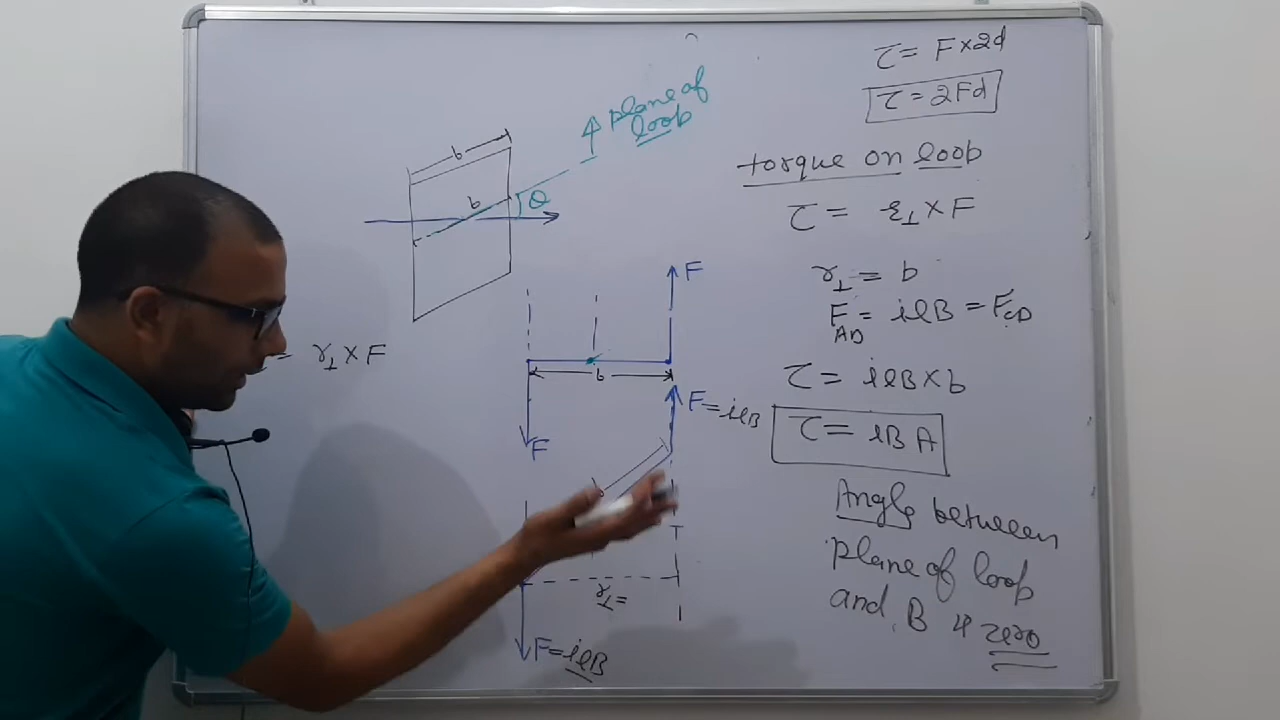 τ = F×2d
τ = 2Fd
plane of
loop
b
b
θ
torque on loop
τ = r⊥×F
F
r⊥ = b
F = ilB = F_CD
AD
= r⊥×F
b
τ = ilB×b
F = ilB
τ = iBA
F
Angle between
plane of loop
r⊥=
and B is zero
F = ilB